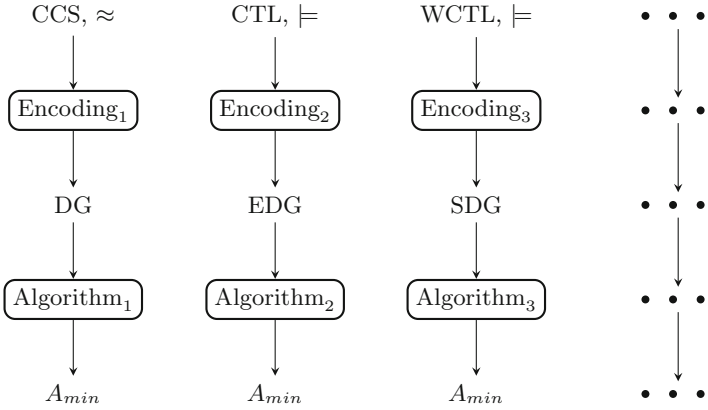 CCS, ≈ CTL, ⊨ WCTL, ⊨ • • •
Encoding₁ Encoding₂ Encoding₃ • • •
DG EDG SDG • • •
Algorithm₁ Algorithm₂ Algorithm₃ • • •
A_min A_min A_min • • •